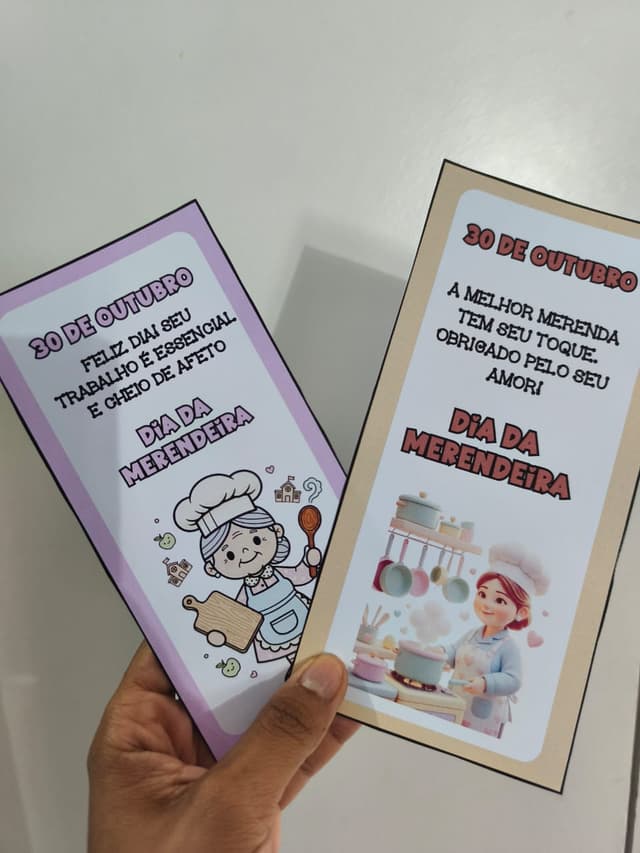 30 DE OUTUBRO
FELIZ DIA! SEU
TRABALHO É ESSENCIAL
E CHEIO DE AFETO
DIA DA
MERENDEIRA
30 DE OUTUBRO
A MELHOR MERENDA
TEM SEU TOQUE.
OBRIGADO PELO SEU
AMOR!
DIA DA
MERENDEIRA